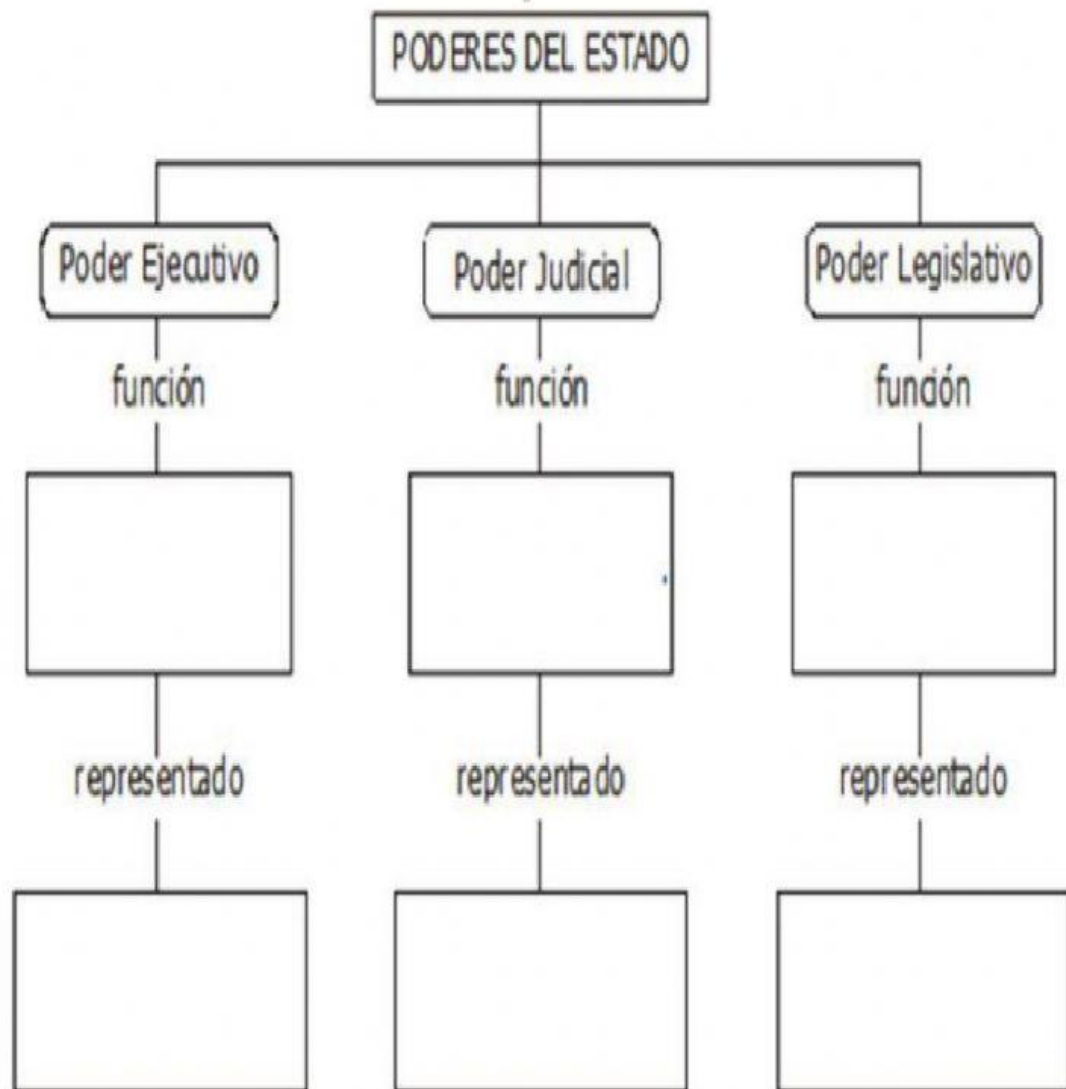 PODERES DEL ESTADO
Poder Ejecutivo
Poder Judicial
Poder Legislativo
función
función
función
representado
representado
representado